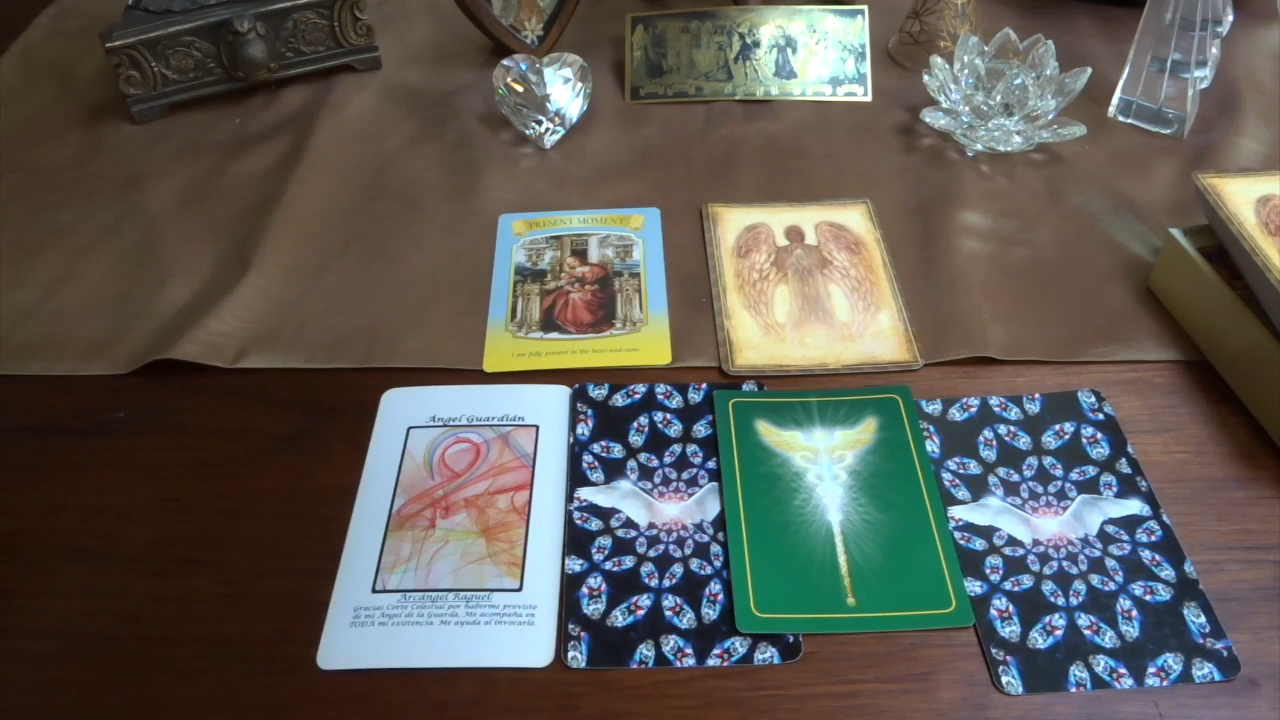 PRESENT MOMENT
I am fully present in the here-and-now.
Ángel Guardián
Arcángel Raguel:
Gracias Corte Celestial por haberme provisto
de mi Ángel de la Guarda. Me acompaña en
TODA mi existencia. Me ayuda al invocarlo.